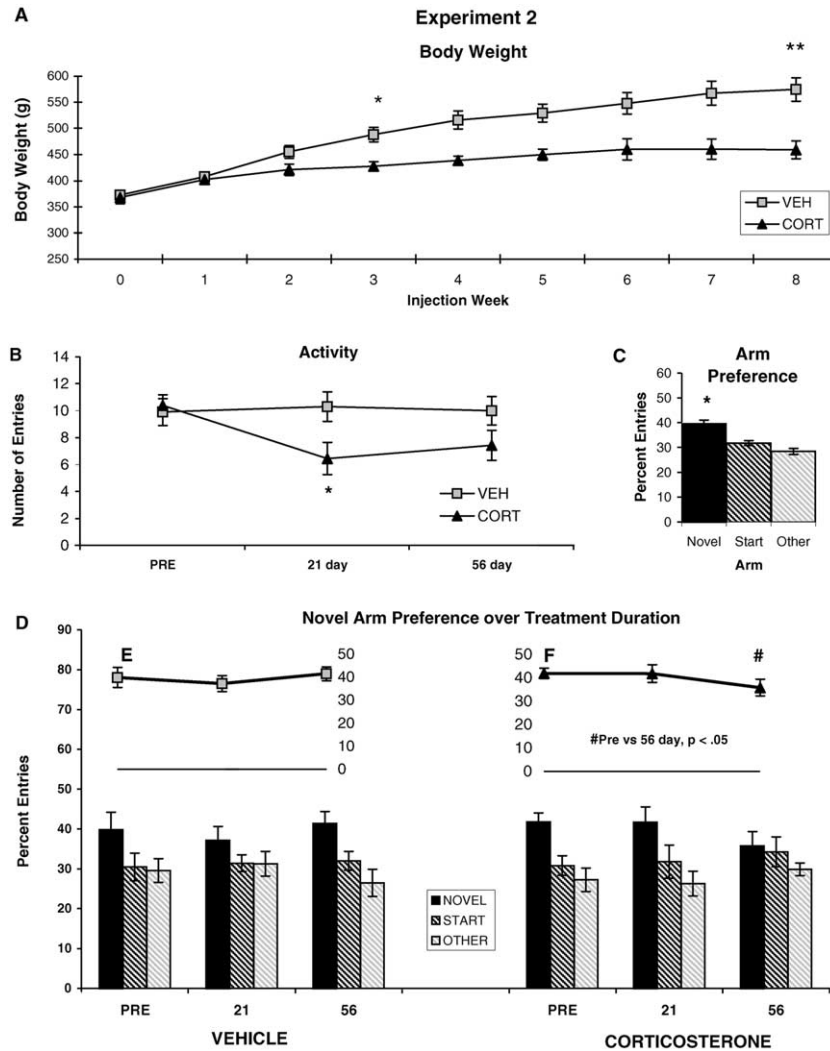 A
Experiment 2
Body Weight
**
*
Body Weight (g)
600
550
500
450
400
350
300
250
VEH
CORT
0 1 2 3 4 5 6 7 8
Injection Week
B
Activity
Number of Entries
14
12
10
8
6
4
2
0
*
VEH
CORT
PRE 21 day 56 day
C
Arm
Preference
Percent Entries
60
50
40
30
20
10
0
*
Novel Start Other
Arm
D
Novel Arm Preference over Treatment Duration
Percent Entries
90
80
70
60
50
40
30
20
10
0
E
50
40
30
20
10
0
50
40
30
20
10
0
F
#
#Pre vs 56 day, p < .05
NOVEL
START
OTHER
PRE 21 56 PRE 21 56
VEHICLE CORTICOSTERONE